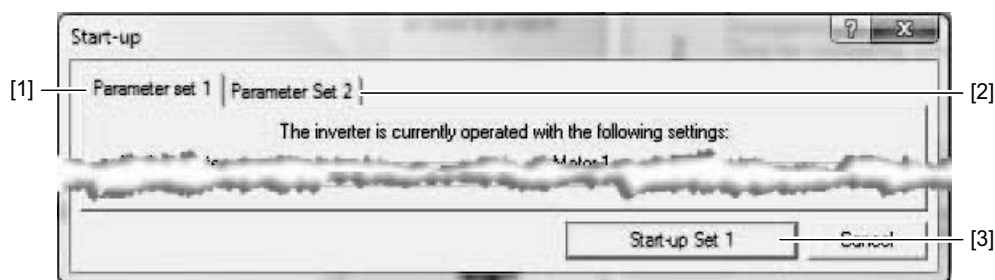 Start-up
[1] Parameter set 1 Parameter Set 2 [2]
The inverter is currently operated with the following settings:
Motor 1
Start-up Set 1 Cancel [3]